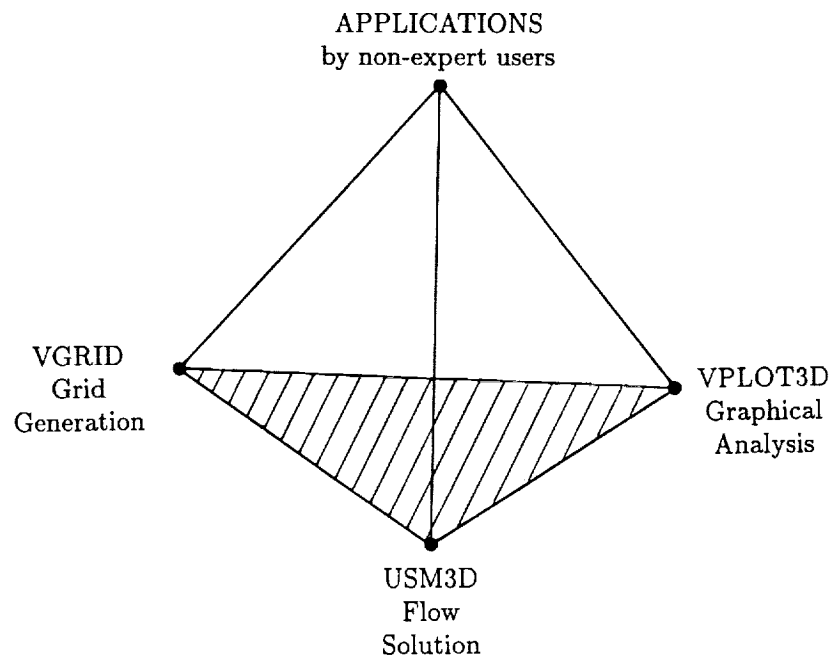 APPLICATIONS
by non-expert users
VGRID
Grid
Generation
VPLOT3D
Graphical
Analysis
USM3D
Flow
Solution